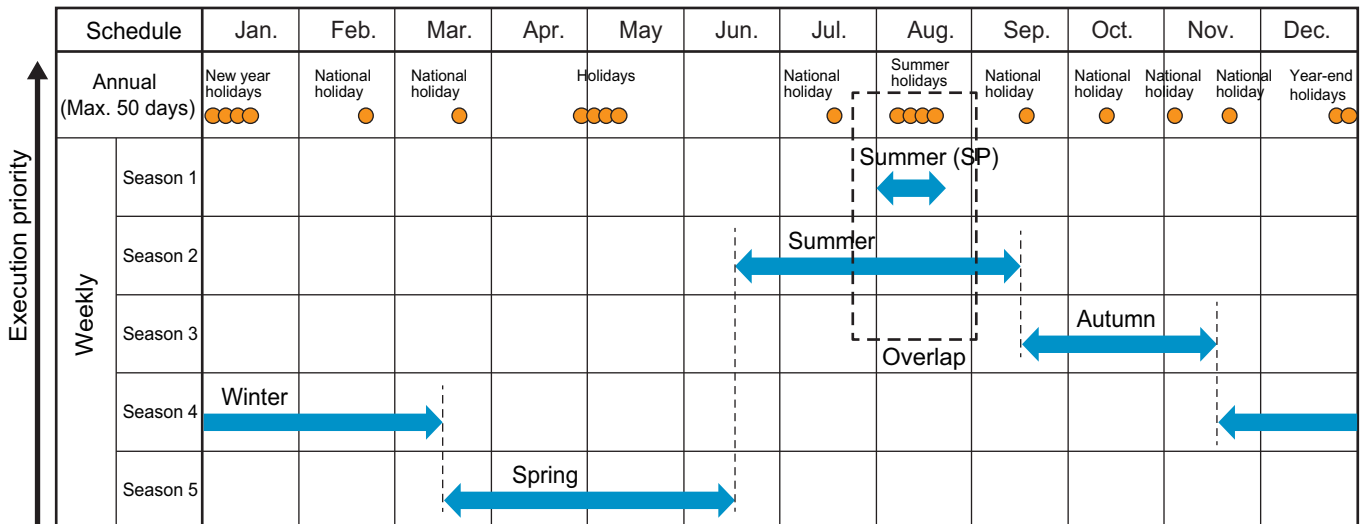 Schedule Jan. Feb. Mar. Apr. May Jun. Jul. Aug. Sep. Oct. Nov. Dec.
Execution priority
Annual
(Max. 50 days)
New year
holidays
National
holiday
National
holiday
Holidays
National
holiday
Summer
holidays
National
holiday
National
holiday
National
holiday
National
holiday
Year-end
holidays
Weekly
Season 1
Summer (SP)
Season 2
Summer
Season 3
Autumn
Overlap
Season 4
Winter
Season 5
Spring